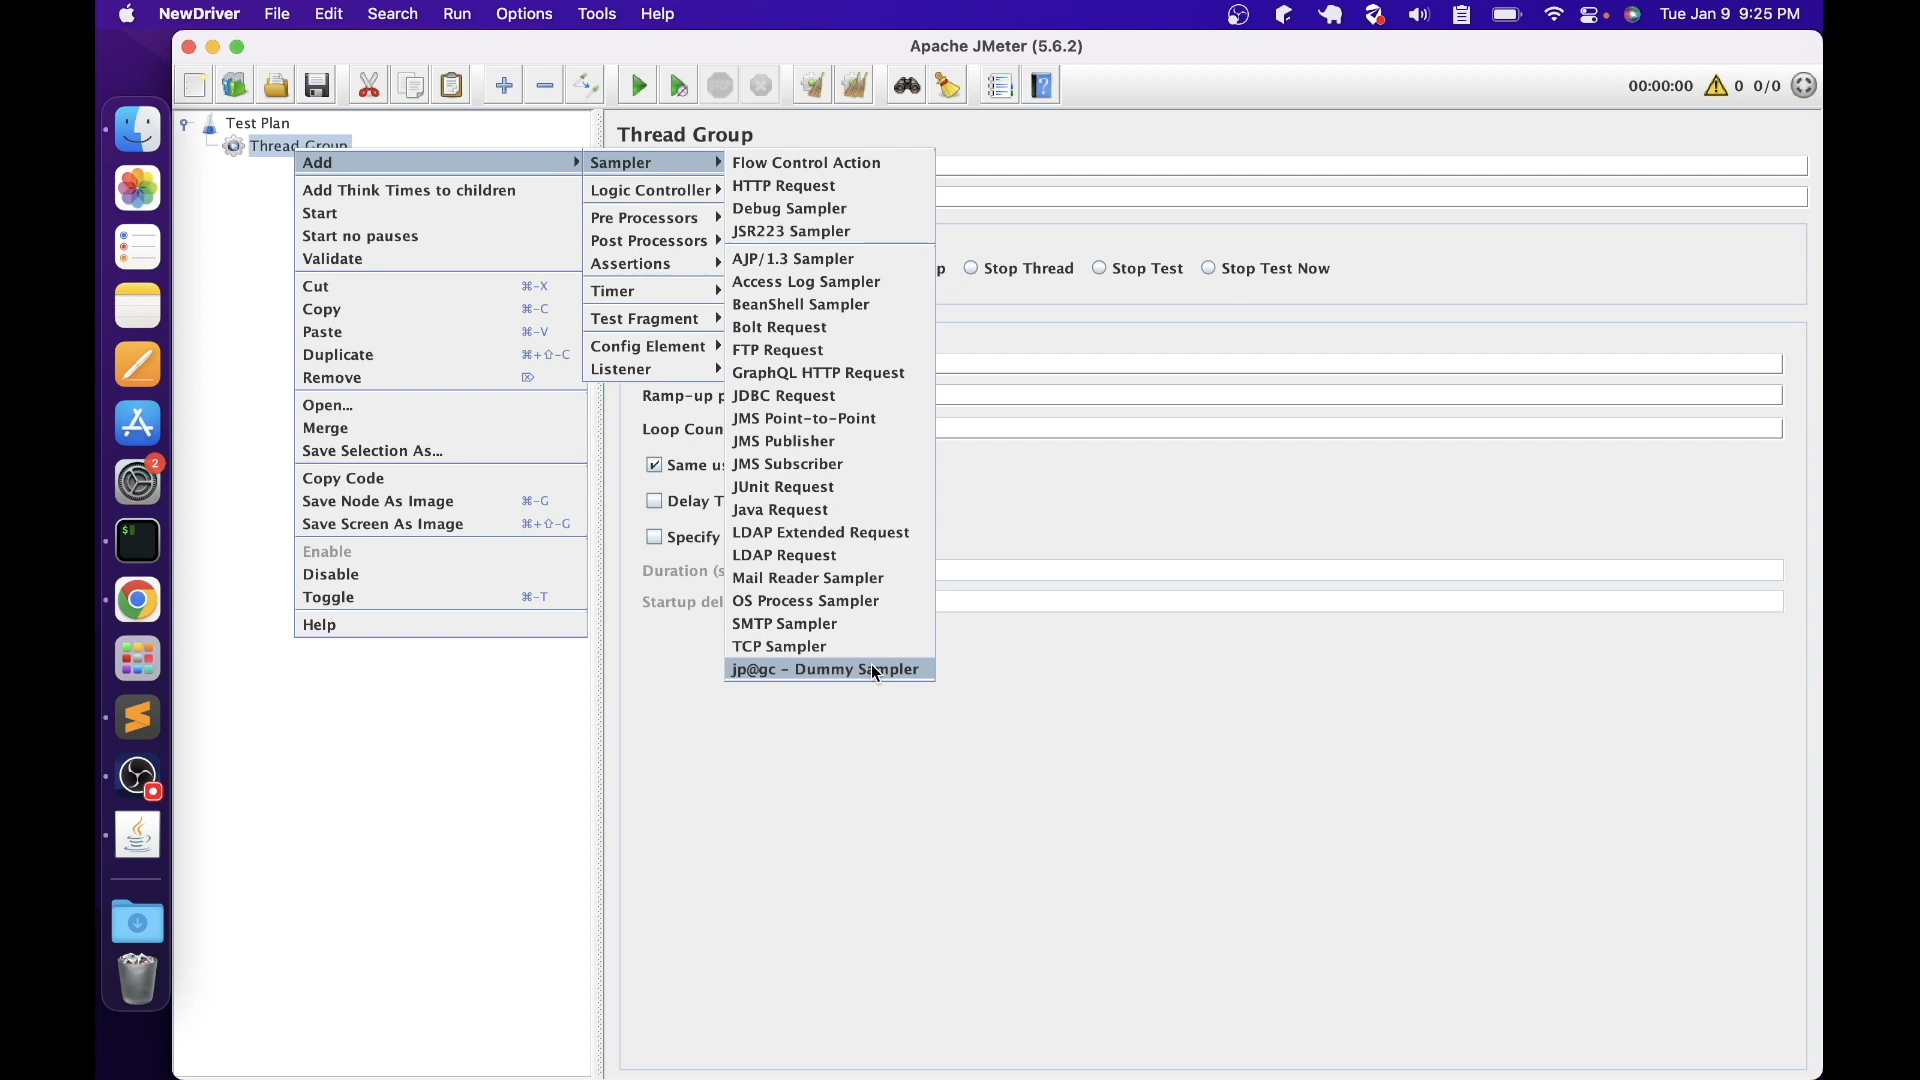 NewDriver File Edit Search Run Options Tools Help Tue Jan 9 9:25 PM
Apache JMeter (5.6.2)
00:00:00 0 0/0
Test Plan
Thread Group
Thread Group
Add
Add Think Times to children
Start
Start no pauses
Validate
Cut ⌘-X
Copy ⌘-C
Paste ⌘-V
Duplicate ⌘+⇧-C
Remove ⌦
Open...
Merge
Save Selection As...
Copy Code
Save Node As Image ⌘-G
Save Screen As Image ⌘+⇧-G
Enable
Disable
Toggle ⌘-T
Help
Sampler
Logic Controller
Pre Processors
Post Processors
Assertions
Timer
Test Fragment
Config Element
Listener
Flow Control Action
HTTP Request
Debug Sampler
JSR223 Sampler
AJP/1.3 Sampler
Access Log Sampler
BeanShell Sampler
Bolt Request
FTP Request
GraphQL HTTP Request
JDBC Request
JMS Point-to-Point
JMS Publisher
JMS Subscriber
JUnit Request
Java Request
LDAP Extended Request
LDAP Request
Mail Reader Sampler
OS Process Sampler
SMTP Sampler
TCP Sampler
jp@gc - Dummy Sampler
p Stop Thread Stop Test Stop Test Now
Ramp-up p
Loop Coun
Same us
Delay T
Specify
Duration (s
Startup del
2